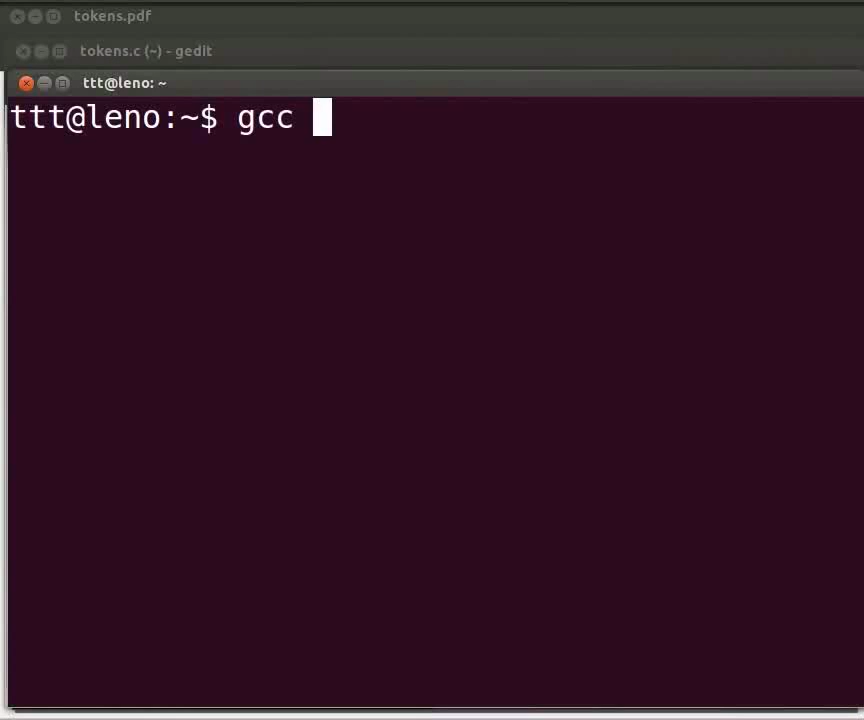 tokens.pdf
tokens.c (~) - gedit
ttt@leno: ~
ttt@leno:~$ gcc